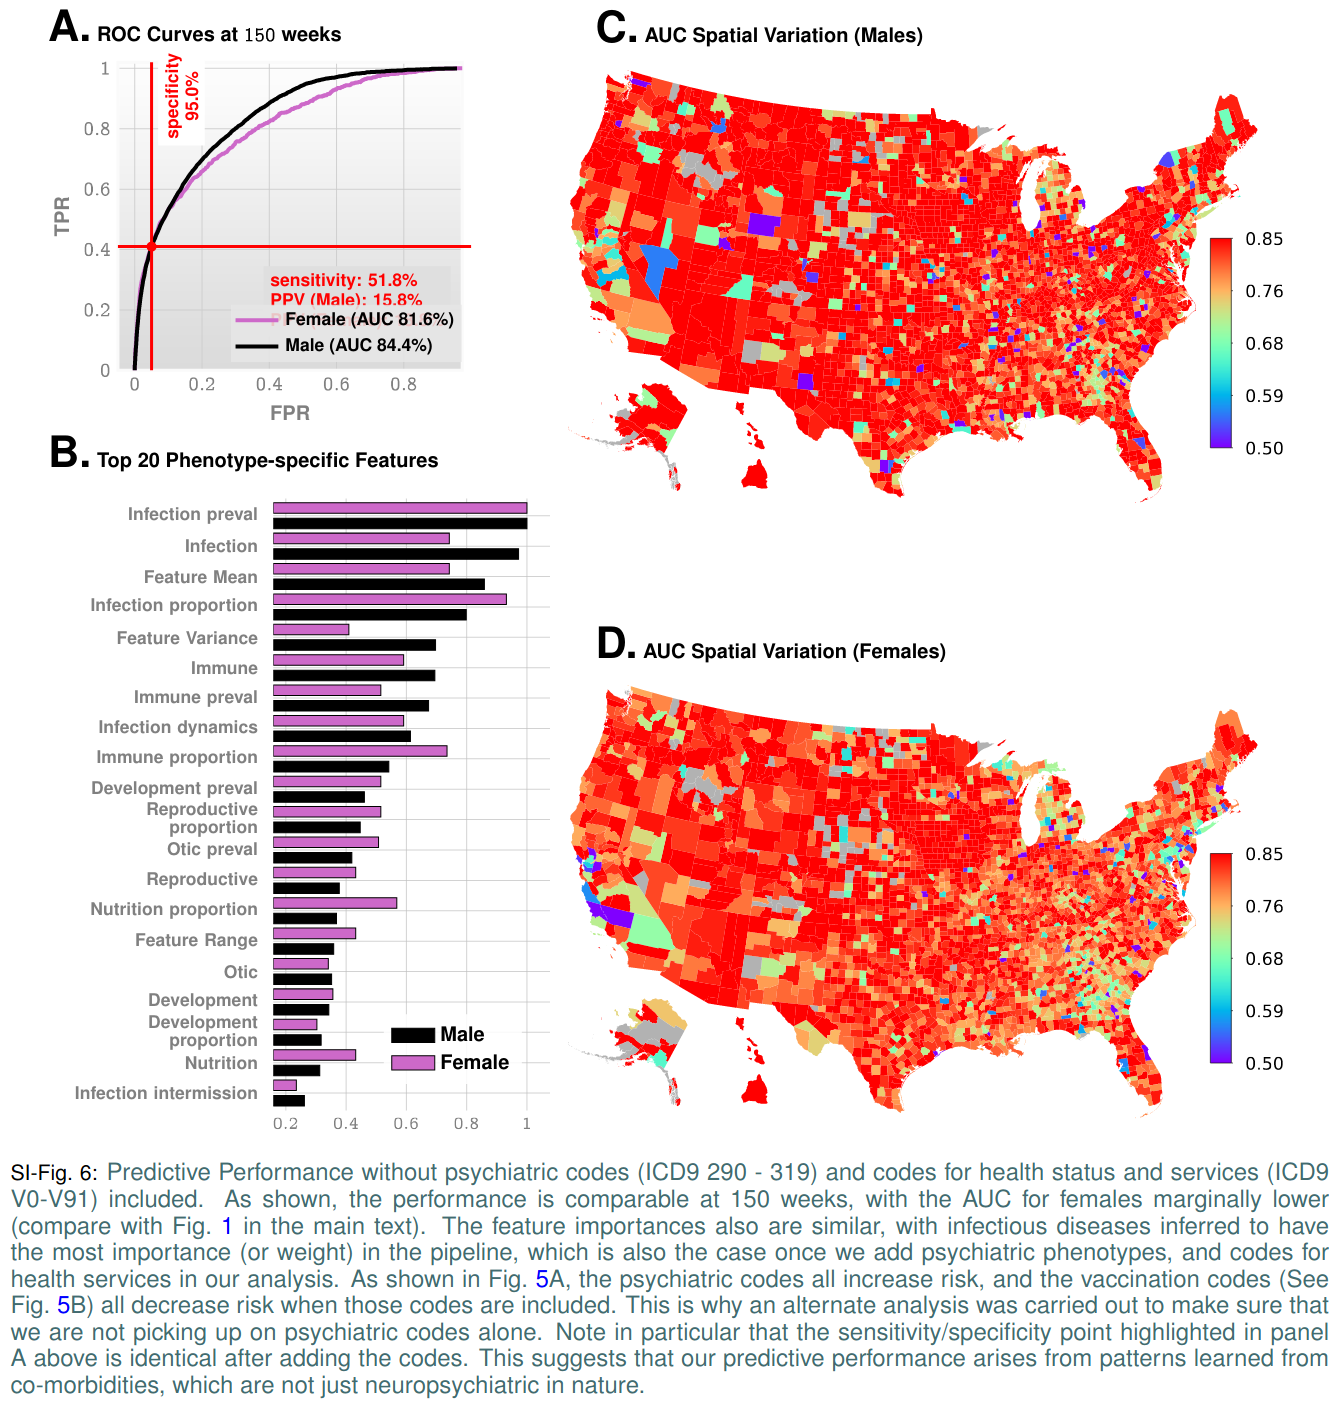 A. ROC Curves at 150 weeks
specificity
95.0%
1
0.8
0.6
0.4
0.2
0
TPR
sensitivity: 51.8%
PPV (Male): 15.8%
Female (AUC 81.6%)
Male (AUC 84.4%)
0
0.2
0.4
0.6
0.8
FPR
B. Top 20 Phenotype-specific Features
Infection preval
Infection
Feature Mean
Infection proportion
Feature Variance
Immune
Immune preval
Infection dynamics
Immune proportion
Development preval
Reproductive
proportion
Otic preval
Reproductive
Nutrition proportion
Feature Range
Otic
Development
Development
proportion
Nutrition
Infection intermission
Male
Female
0.2
0.4
0.6
0.8
1
C. AUC Spatial Variation (Males)
0.85
0.76
0.68
0.59
0.50
D. AUC Spatial Variation (Females)
0.85
0.76
0.68
0.59
0.50
SI-Fig. 6: Predictive Performance without psychiatric codes (ICD9 290 - 319) and codes for health status and services (ICD9
V0-V91) included. As shown, the performance is comparable at 150 weeks, with the AUC for females marginally lower
(compare with Fig. 1 in the main text). The feature importances also are similar, with infectious diseases inferred to have
the most importance (or weight) in the pipeline, which is also the case once we add psychiatric phenotypes, and codes for
health services in our analysis. As shown in Fig. 5A, the psychiatric codes all increase risk, and the vaccination codes (See
Fig. 5B) all decrease risk when those codes are included. This is why an alternate analysis was carried out to make sure that
we are not picking up on psychiatric codes alone. Note in particular that the sensitivity/specificity point highlighted in panel
A above is identical after adding the codes. This suggests that our predictive performance arises from patterns learned from
co-morbidities, which are not just neuropsychiatric in nature.